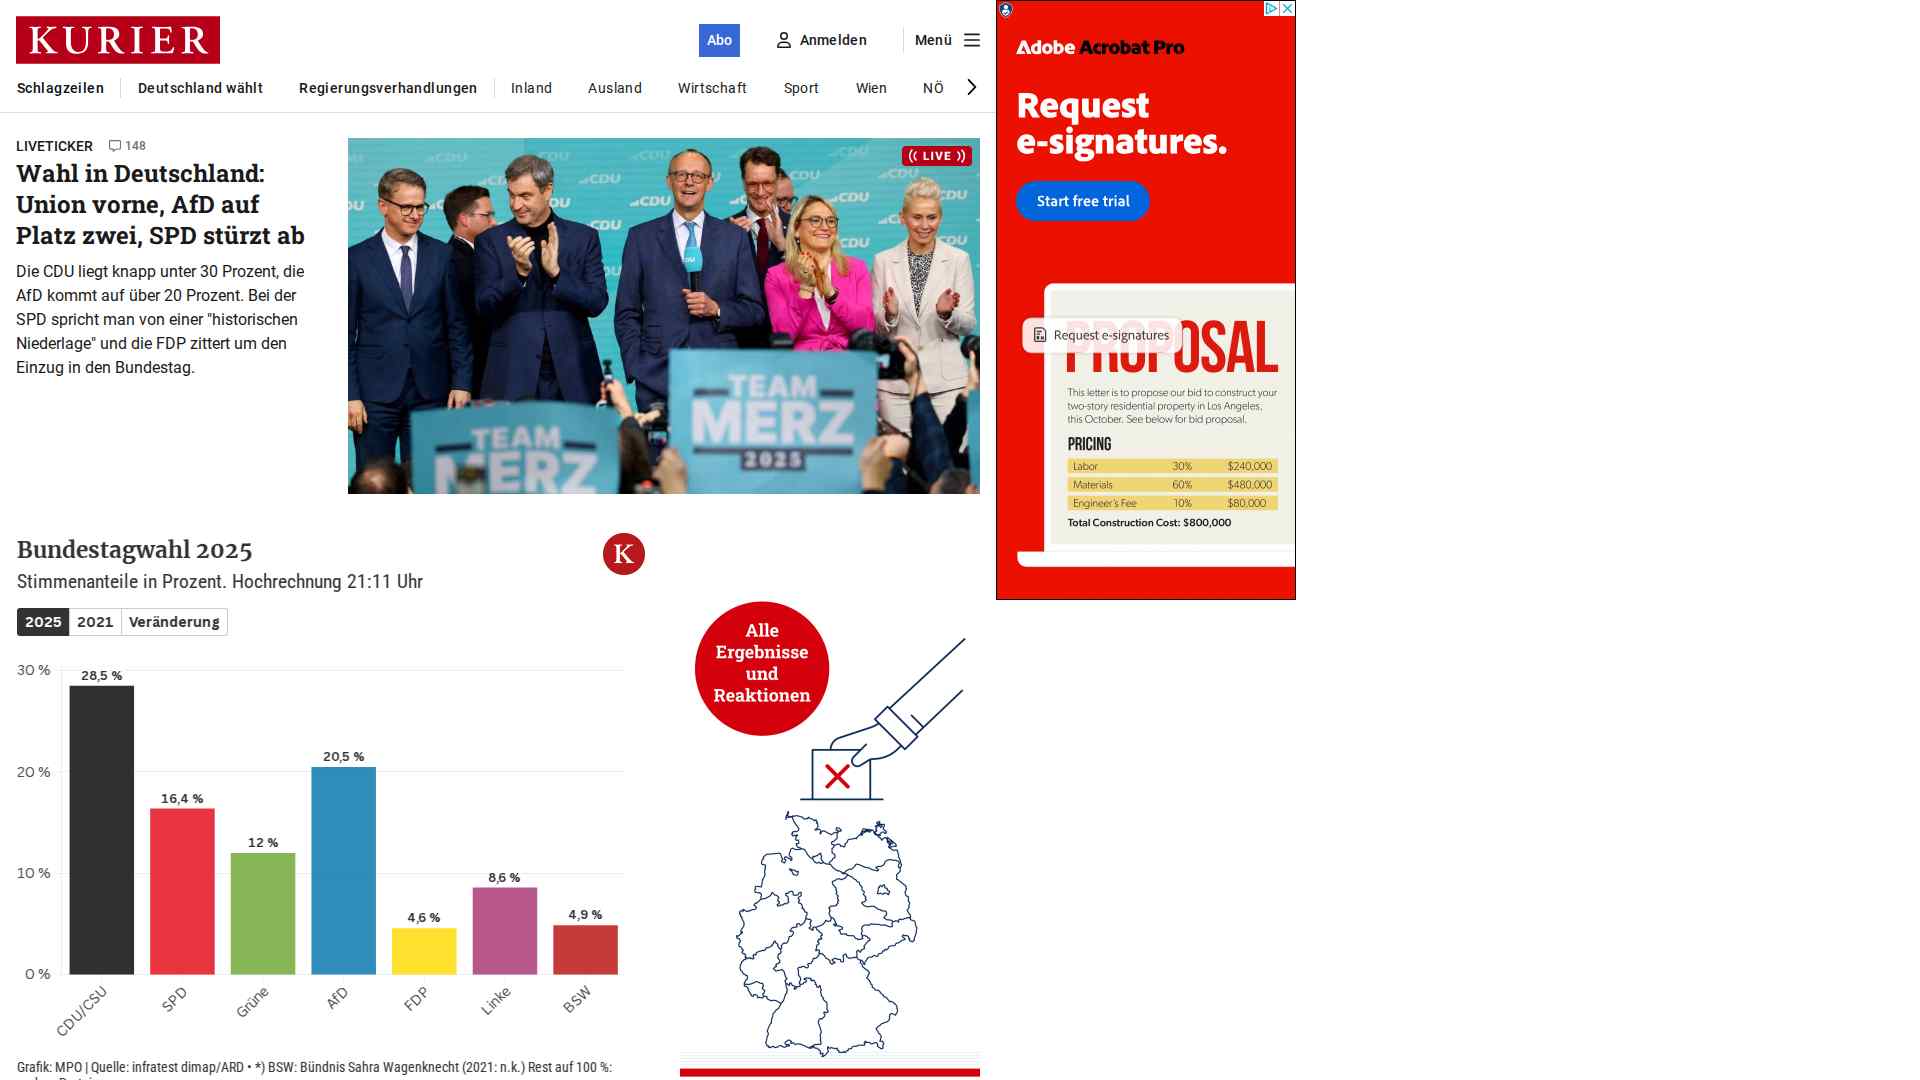 KURIER
Abo
Anmelden
Menü
Schlagzeilen
Deutschland wählt
Regierungsverhandlungen
Inland
Ausland
Wirtschaft
Sport
Wien
NÖ
LIVETICKER
148
Wahl in Deutschland:
Union vorne, AfD auf
Platz zwei, SPD stürzt ab
Die CDU liegt knapp unter 30 Prozent, die
AfD kommt auf über 20 Prozent. Bei der
SPD spricht man von einer "historischen
Niederlage" und die FDP zittert um den
Einzug in den Bundestag.
LIVE
CDU
CDU
CDU
CDU
CDU
TEAM
MERZ
TEAM
MERZ
2025
Bundestagwahl 2025
K
Stimmenanteile in Prozent. Hochrechnung 21:11 Uhr
2025
2021
Veränderung
30 %
20 %
10 %
0 %
28,5 %
16,4 %
12 %
20,5 %
4,6 %
8,6 %
4,9 %
CDU/CSU
SPD
Grüne
AfD
FDP
Linke
BSW
Grafik: MPO | Quelle: infratest dimap/ARD • *) BSW: Bündnis Sahra Wagenknecht (2021: n.k.) Rest auf 100 %:
Alle
Ergebnisse
und
Reaktionen
Adobe Acrobat Pro
Request
e-signatures.
Start free trial
PROPOSAL
Request e-signatures
This letter is to propose our bid to construct your
two-story residential property in Los Angeles,
this October. See below for bid proposal.
PRICING
Labor 30% $240,000
Materials 60% $480,000
Engineer's Fee 10% $80,000
Total Construction Cost: $800,000